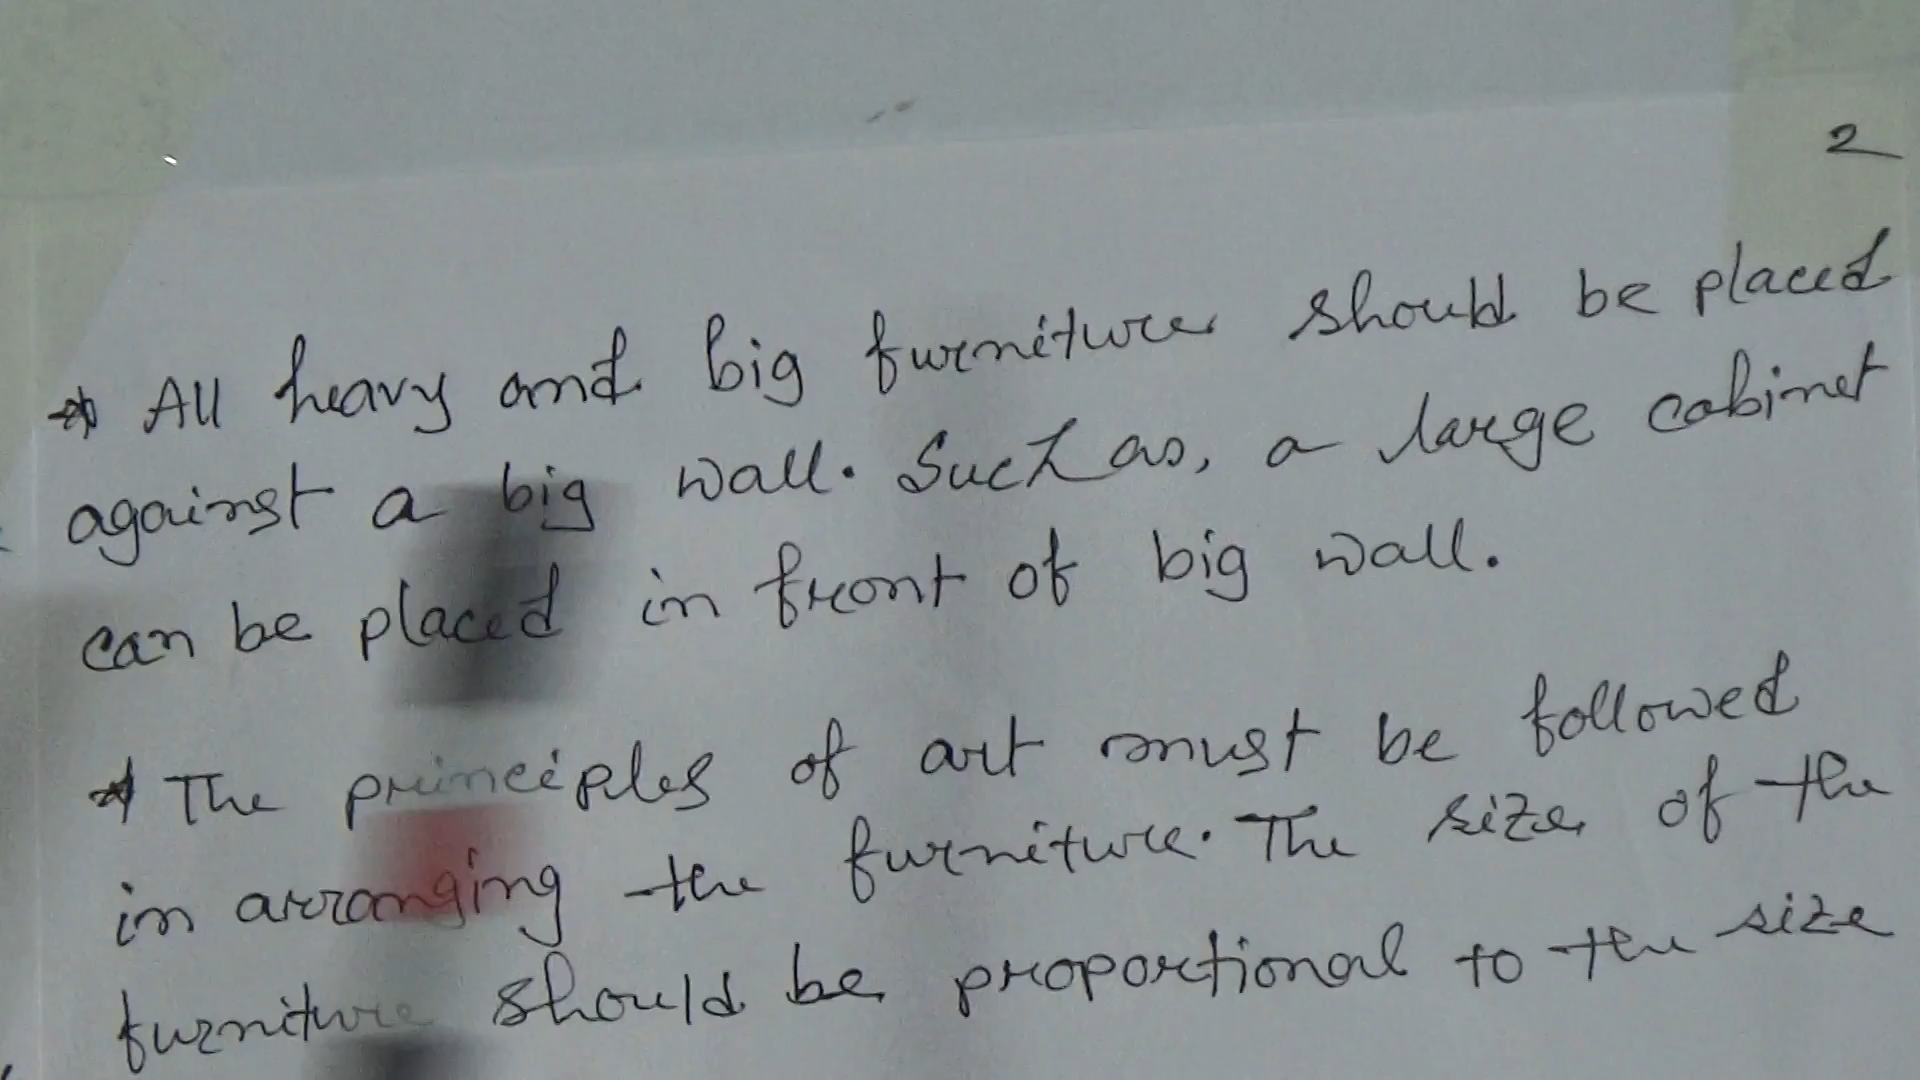 2
* All heavy and big furnitures should be placed
against a big wall. Such as, a large cabinet
can be placed in front of big wall.
* The principles of art must be followed
in arranging the furniture. The size of the
furniture should be proportional to the size